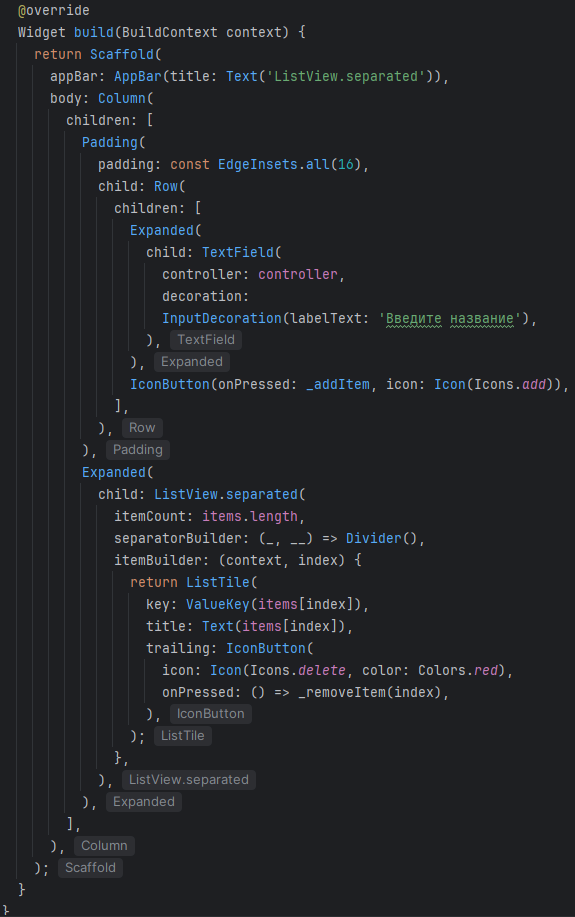 @override
Widget build(BuildContext context) {
return Scaffold(
appBar: AppBar(title: Text('ListView.separated')),
body: Column(
children: [
Padding(
padding: const EdgeInsets.all(16),
child: Row(
children: [
Expanded(
child: TextField(
controller: controller,
decoration:
InputDecoration(labelText: 'Введите название'),
), TextField
), Expanded
IconButton(onPressed: _addItem, icon: Icon(Icons.add)),
],
), Row
), Padding
Expanded(
child: ListView.separated(
itemCount: items.length,
separatorBuilder: (_, __) => Divider(),
itemBuilder: (context, index) {
return ListTile(
key: ValueKey(items[index]),
title: Text(items[index]),
trailing: IconButton(
icon: Icon(Icons.delete, color: Colors.red),
onPressed: () => _removeItem(index),
), IconButton
); ListTile
},
), ListView.separated
), Expanded
],
), Column
); Scaffold
}
}